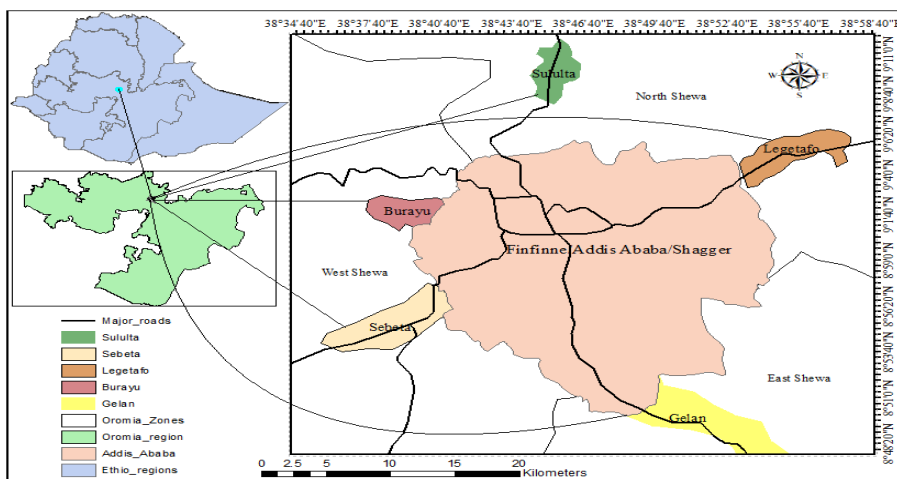 38°34'40"E 38°37'40"E 38°40'40"E 38°43'40"E 38°46'40"E 38°49'40"E 38°52'40"E 38°55'40"E 38°58'40"E
Sululta
North Shewa
N
W E
S
Legetafo
Burayu
Finfinne Addis Ababa/Shagger
West Shewa
Sebeta
East Shewa
Gelan
Major_roads
Sululta
Sebeta
Legetafo
Burayu
Gelan
Oromia_Zones
Oromia_region
Addis_Ababa
Ethio_regions
0 2.5 5 10 15 20
Kilometers